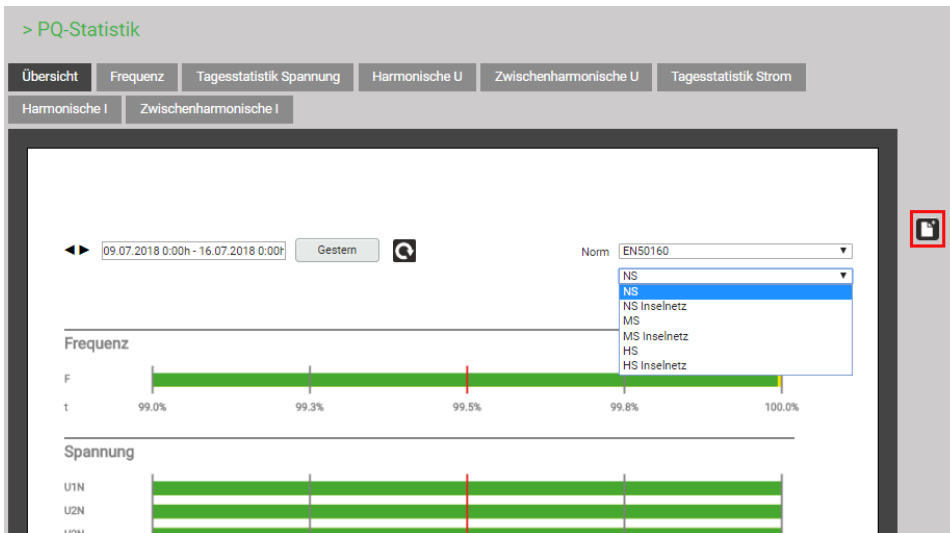 > PQ-Statistik
Übersicht Frequenz Tagesstatistik Spannung Harmonische U Zwischenharmonische U Tagesstatistik Strom
Harmonische I Zwischenharmonische I
09.07.2018 0:00h - 16.07.2018 0:00h Gestern Norm EN50160
NS
NS
NS Inselnetz
MS
MS Inselnetz
HS
HS Inselnetz
Frequenz
F
t 99.0% 99.3% 99.5% 99.8% 100.0%
Spannung
U1N
U2N
U3N